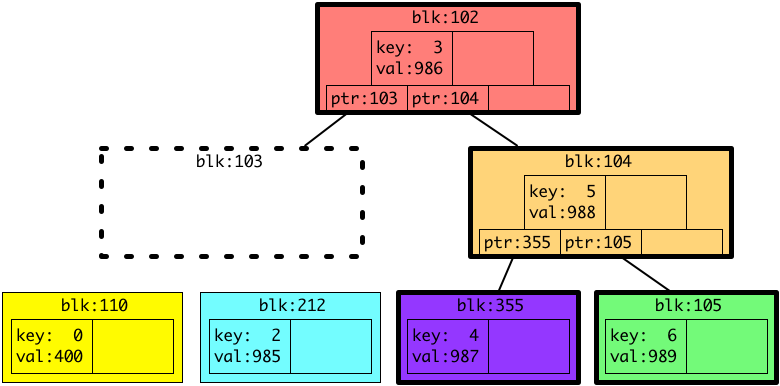 blk:102
key: 3
val:986
ptr:103 ptr:104
blk:103
blk:104
key: 5
val:988
ptr:355 ptr:105
blk:110
key: 0
val:400
blk:212
key: 2
val:985
blk:355
key: 4
val:987
blk:105
key: 6
val:989